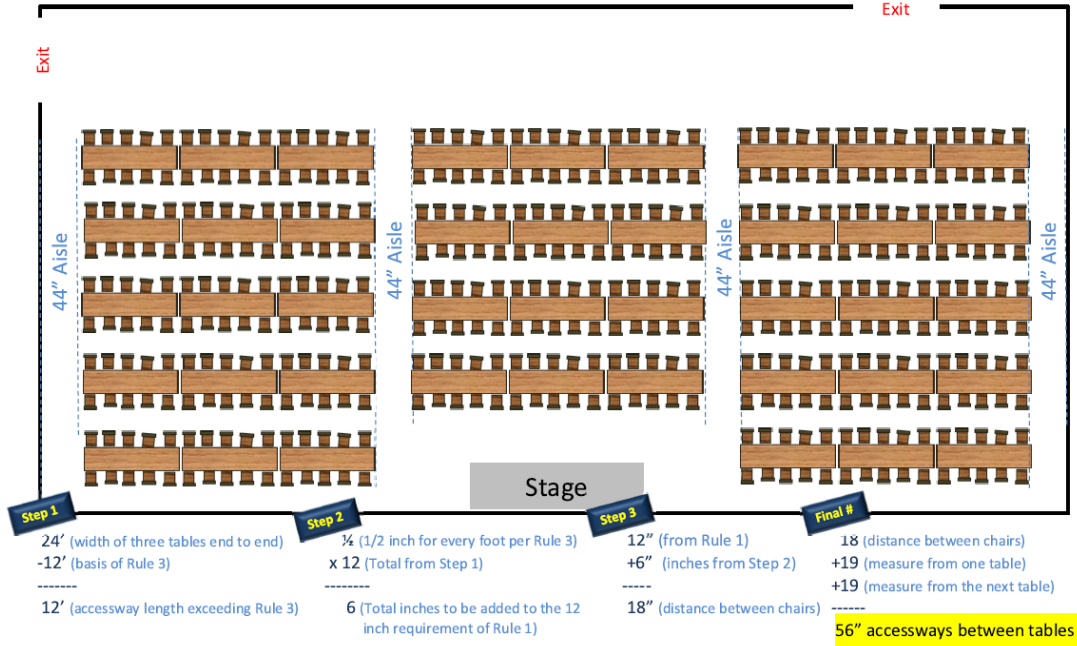 Exit
Exit
44” Aisle
44” Aisle
44” Aisle
44” Aisle
Stage
Step 1
24’ (width of three tables end to end)
-12’ (basis of Rule 3)
-------
12’ (accessway length exceeding Rule 3)
Step 2
½ (1/2 inch for every foot per Rule 3)
x 12 (Total from Step 1)
--------
6 (Total inches to be added to the 12
inch requirement of Rule 1)
Step 3
12” (from Rule 1)
+6” (inches from Step 2)
-----
18” (distance between chairs)
Final #
18 (distance between chairs)
+19 (measure from one table)
+19 (measure from the next table)
------
56” accessways between tables